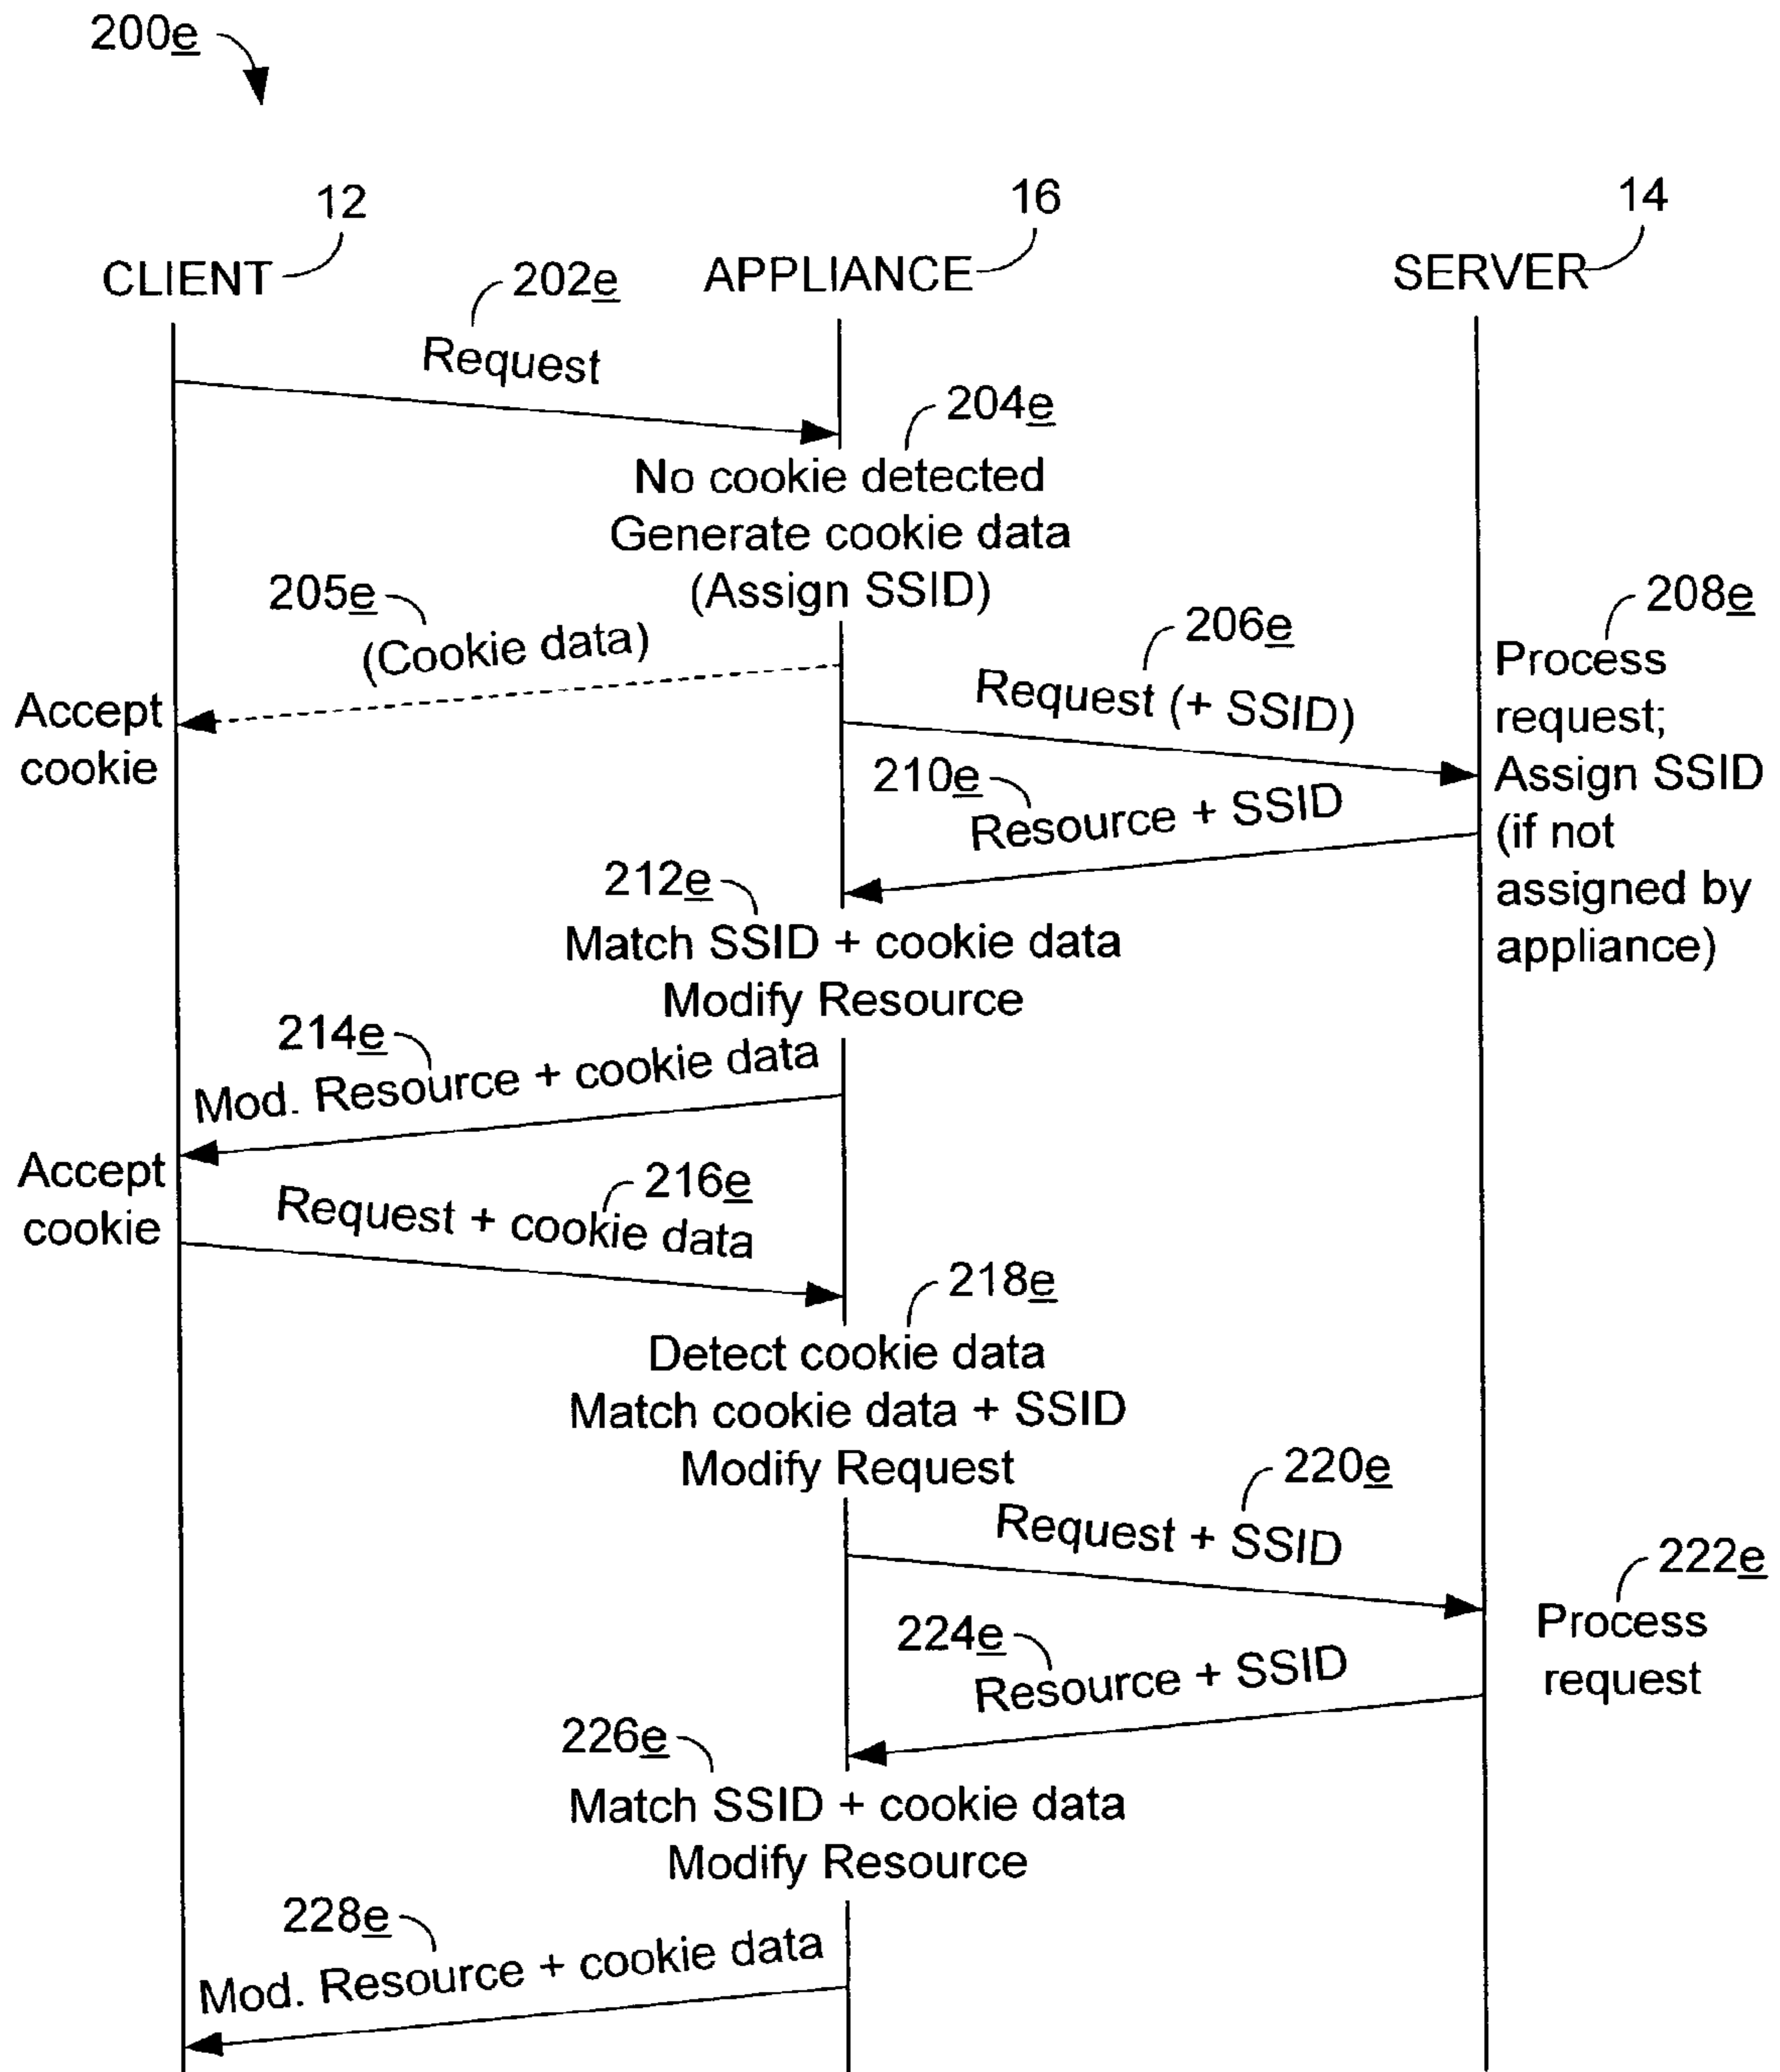 200e
12
16
14
CLIENT
APPLIANCE
SERVER
202e
Request
204e
No cookie detected
Generate cookie data
(Assign SSID)
205e
(Cookie data)
Accept
cookie
206e
Request (+ SSID)
208e
Process
request;
Assign SSID
(if not
assigned by
appliance)
210e
Resource + SSID
212e
Match SSID + cookie data
Modify Resource
214e
Mod. Resource + cookie data
Accept
cookie
216e
Request + cookie data
218e
Detect cookie data
Match cookie data + SSID
Modify Request
220e
Request + SSID
222e
Process
request
224e
Resource + SSID
226e
Match SSID + cookie data
Modify Resource
228e
Mod. Resource + cookie data